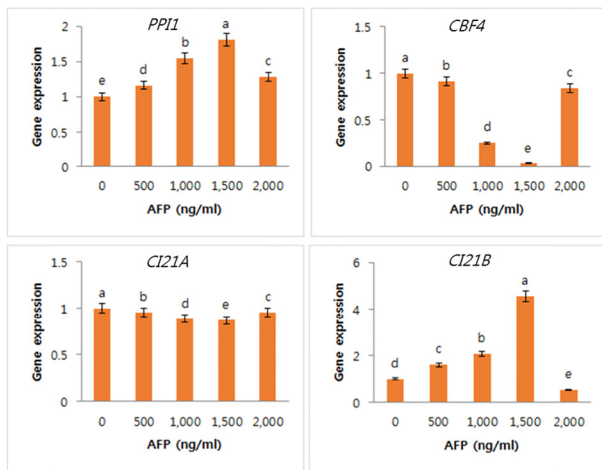 PPI1
Gene expression
2
1.5
1
0.5
0
e
d
b
a
c
0 500 1,000 1,500 2,000
AFP (ng/ml)
CBF4
Gene expression
1.5
1
0.5
0
a
b
d
e
c
0 500 1,000 1,500 2,000
AFP (ng/ml)
CI21A
Gene expression
1.5
1
0.5
0
a
b
d
e
c
0 500 1,000 1,500 2,000
AFP (ng/ml)
CI21B
Gene expression
6
4
2
0
d
c
b
a
e
0 500 1,000 1,500 2,000
AFP (ng/ml)